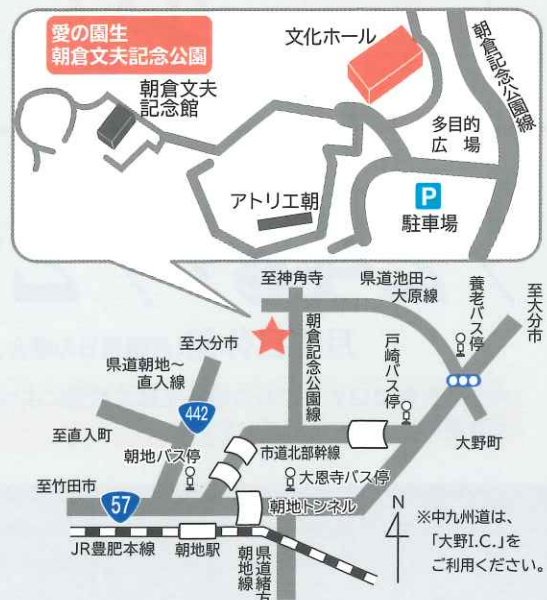 愛の園生
朝倉文夫記念公園
文化ホール
朝倉記念公園線
朝倉文夫
記念館
多目的
広 場
P
駐車場
アトリエ朝
至神角寺
県道池田〜
大原線
養老バス停
至大分市
至大分市
朝倉記念公園線
戸崎バス停
県道朝地〜
直入線
442
至直入町
朝地バス停
市道北部幹線
大恩寺バス停
大野町
至竹田市
57
朝地トンネル
JR豊肥本線
朝地駅
県道緒方
朝地線
N
※中九州道は、
「大野I.C.」を
ご利用ください。